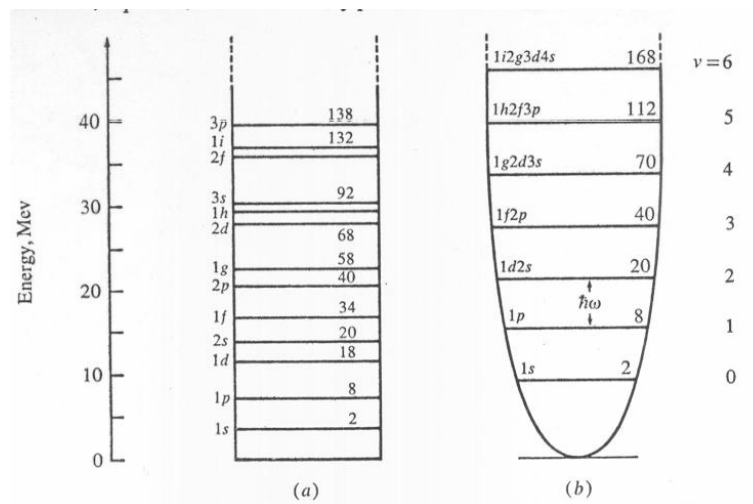 Energy, Mev
40
30
20
10
0
3p 138
1i 132
2f
3s 92
1h
2d
68
1g 58
2p 40
1f 34
2s 20
1d 18
1p 8
1s 2
(a)
1i2g3d4s 168 v=6
1h2f3p 112 5
1g2d3s 70 4
1f2p 40 3
1d2s 20 2
ħω
1p 8 1
1s 2 0
(b)